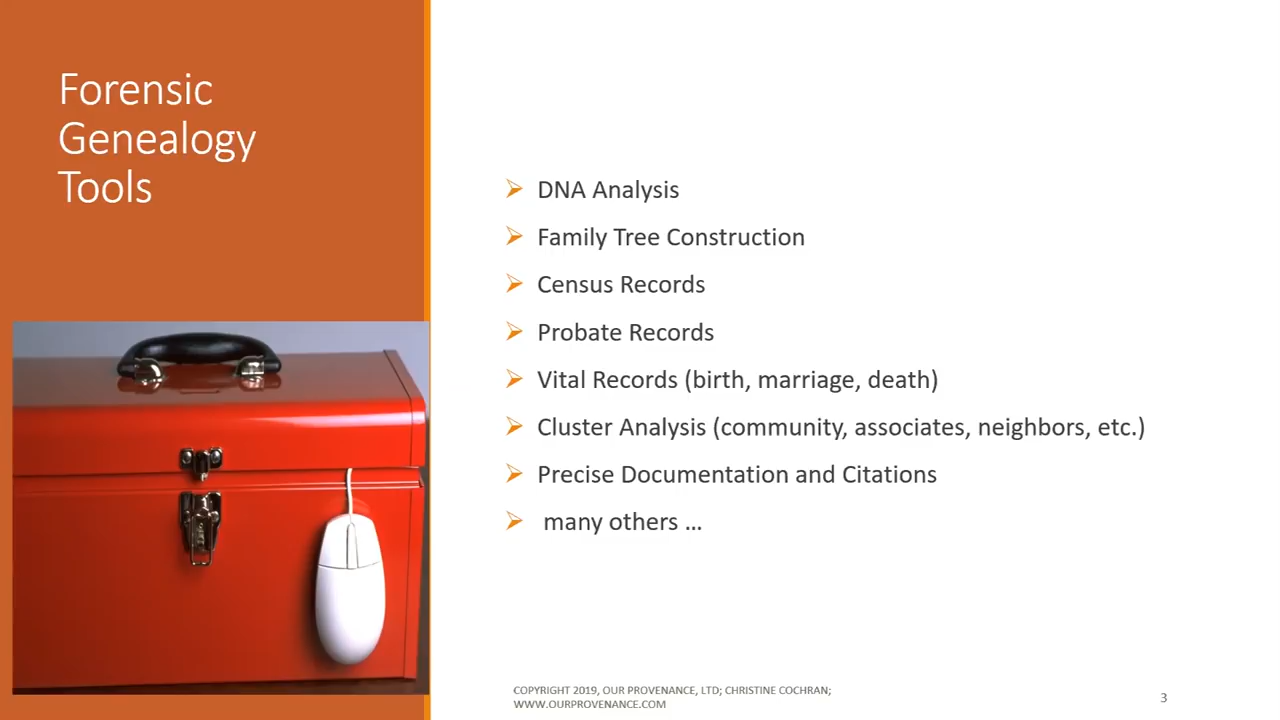 Forensic
Genealogy
Tools
DNA Analysis
Family Tree Construction
Census Records
Probate Records
Vital Records (birth, marriage, death)
Cluster Analysis (community, associates, neighbors, etc.)
Precise Documentation and Citations
many others …
COPYRIGHT 2019, OUR PROVENANCE, LTD; CHRISTINE COCHRAN;
WWW.OURPROVENANCE.COM
3